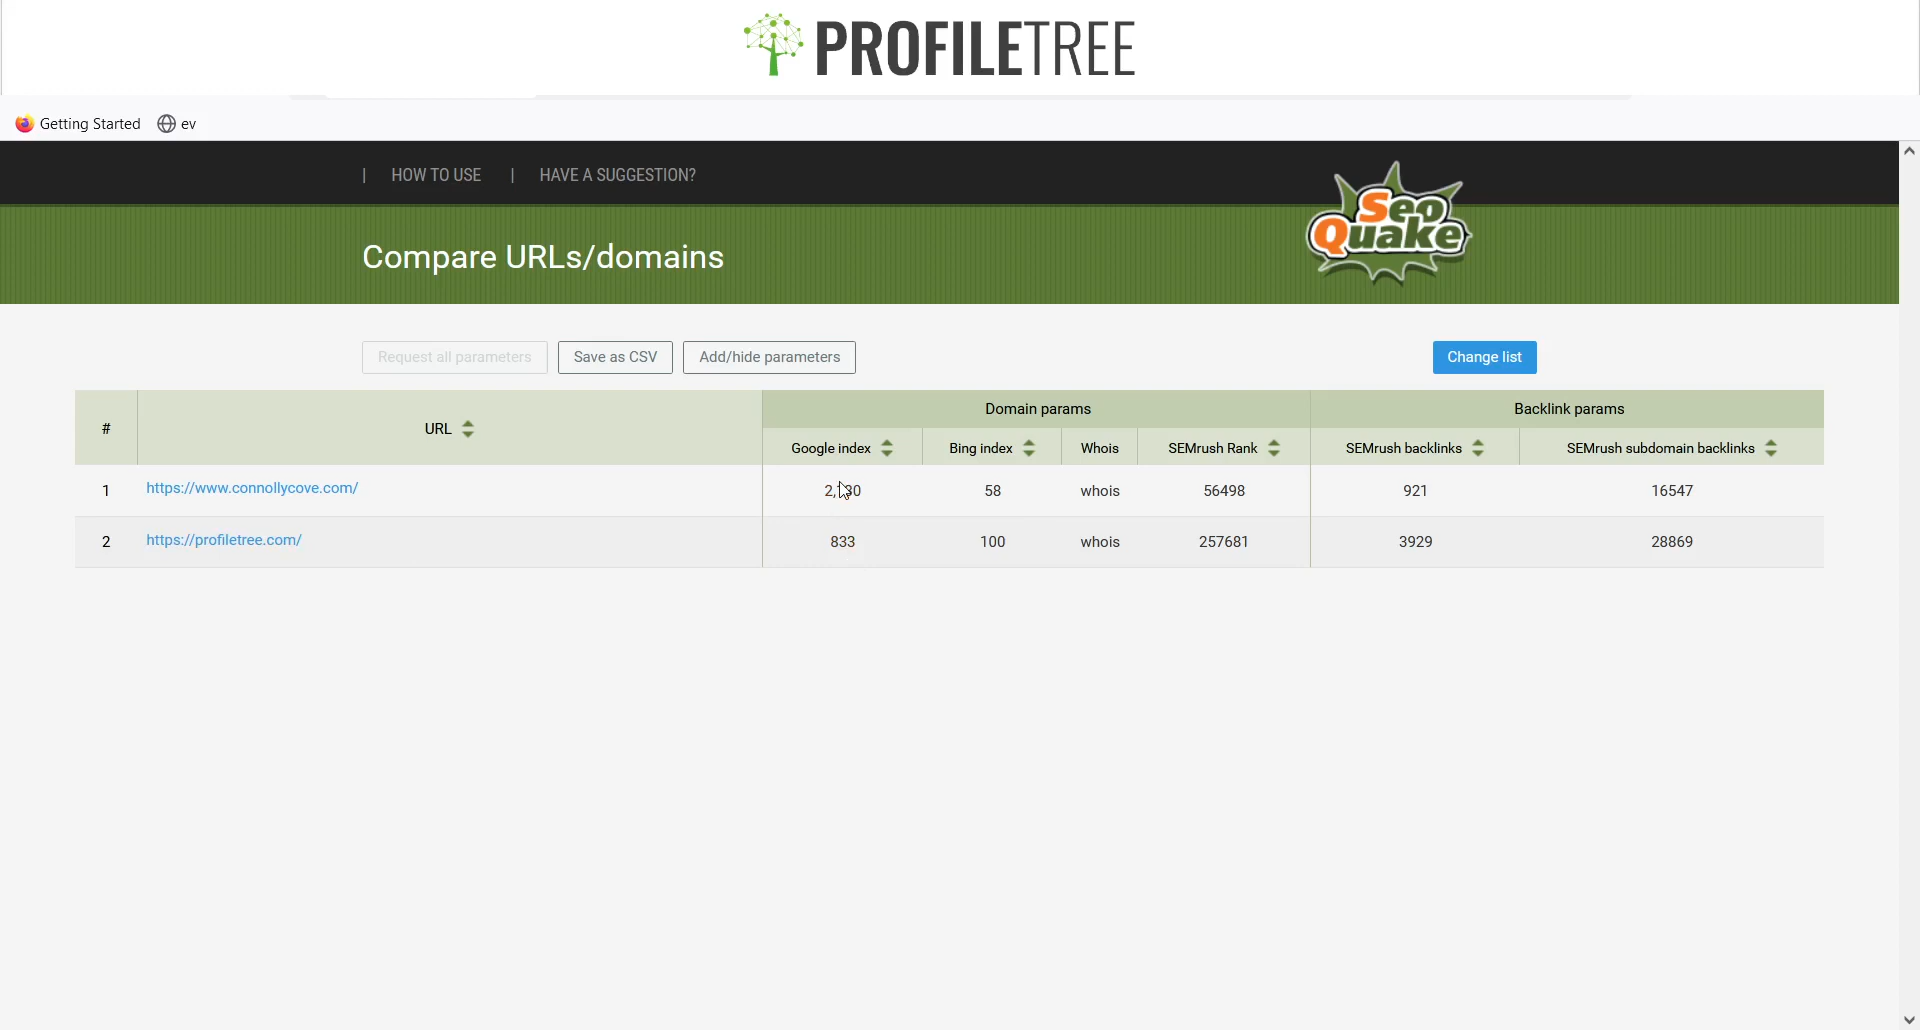 PROFILETREE
Getting Started ev
| HOW TO USE | HAVE A SUGGESTION?
Seo
Quake
Compare URLs/domains
Request all parameters Save as CSV Add/hide parameters Change list
# URL Domain params Backlink params
Google index Bing index Whois SEMrush Rank SEMrush backlinks SEMrush subdomain backlinks
1 https://www.connollycove.com/ 58 whois 56498 921 16547
2 https://profiletree.com/ 833 100 whois 257681 3929 28869